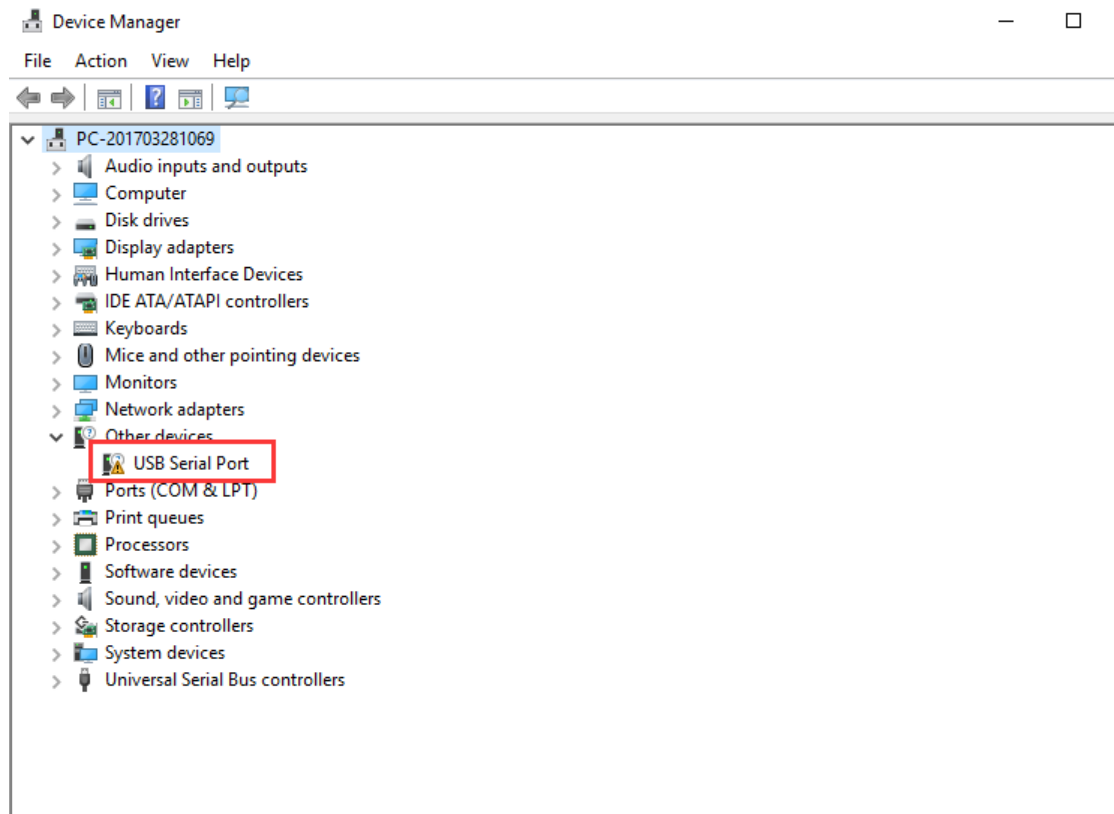 Device Manager
File Action View Help
PC-201703281069
Audio inputs and outputs
Computer
Disk drives
Display adapters
Human Interface Devices
IDE ATA/ATAPI controllers
Keyboards
Mice and other pointing devices
Monitors
Network adapters
Other devices
USB Serial Port
Ports (COM & LPT)
Print queues
Processors
Software devices
Sound, video and game controllers
Storage controllers
System devices
Universal Serial Bus controllers